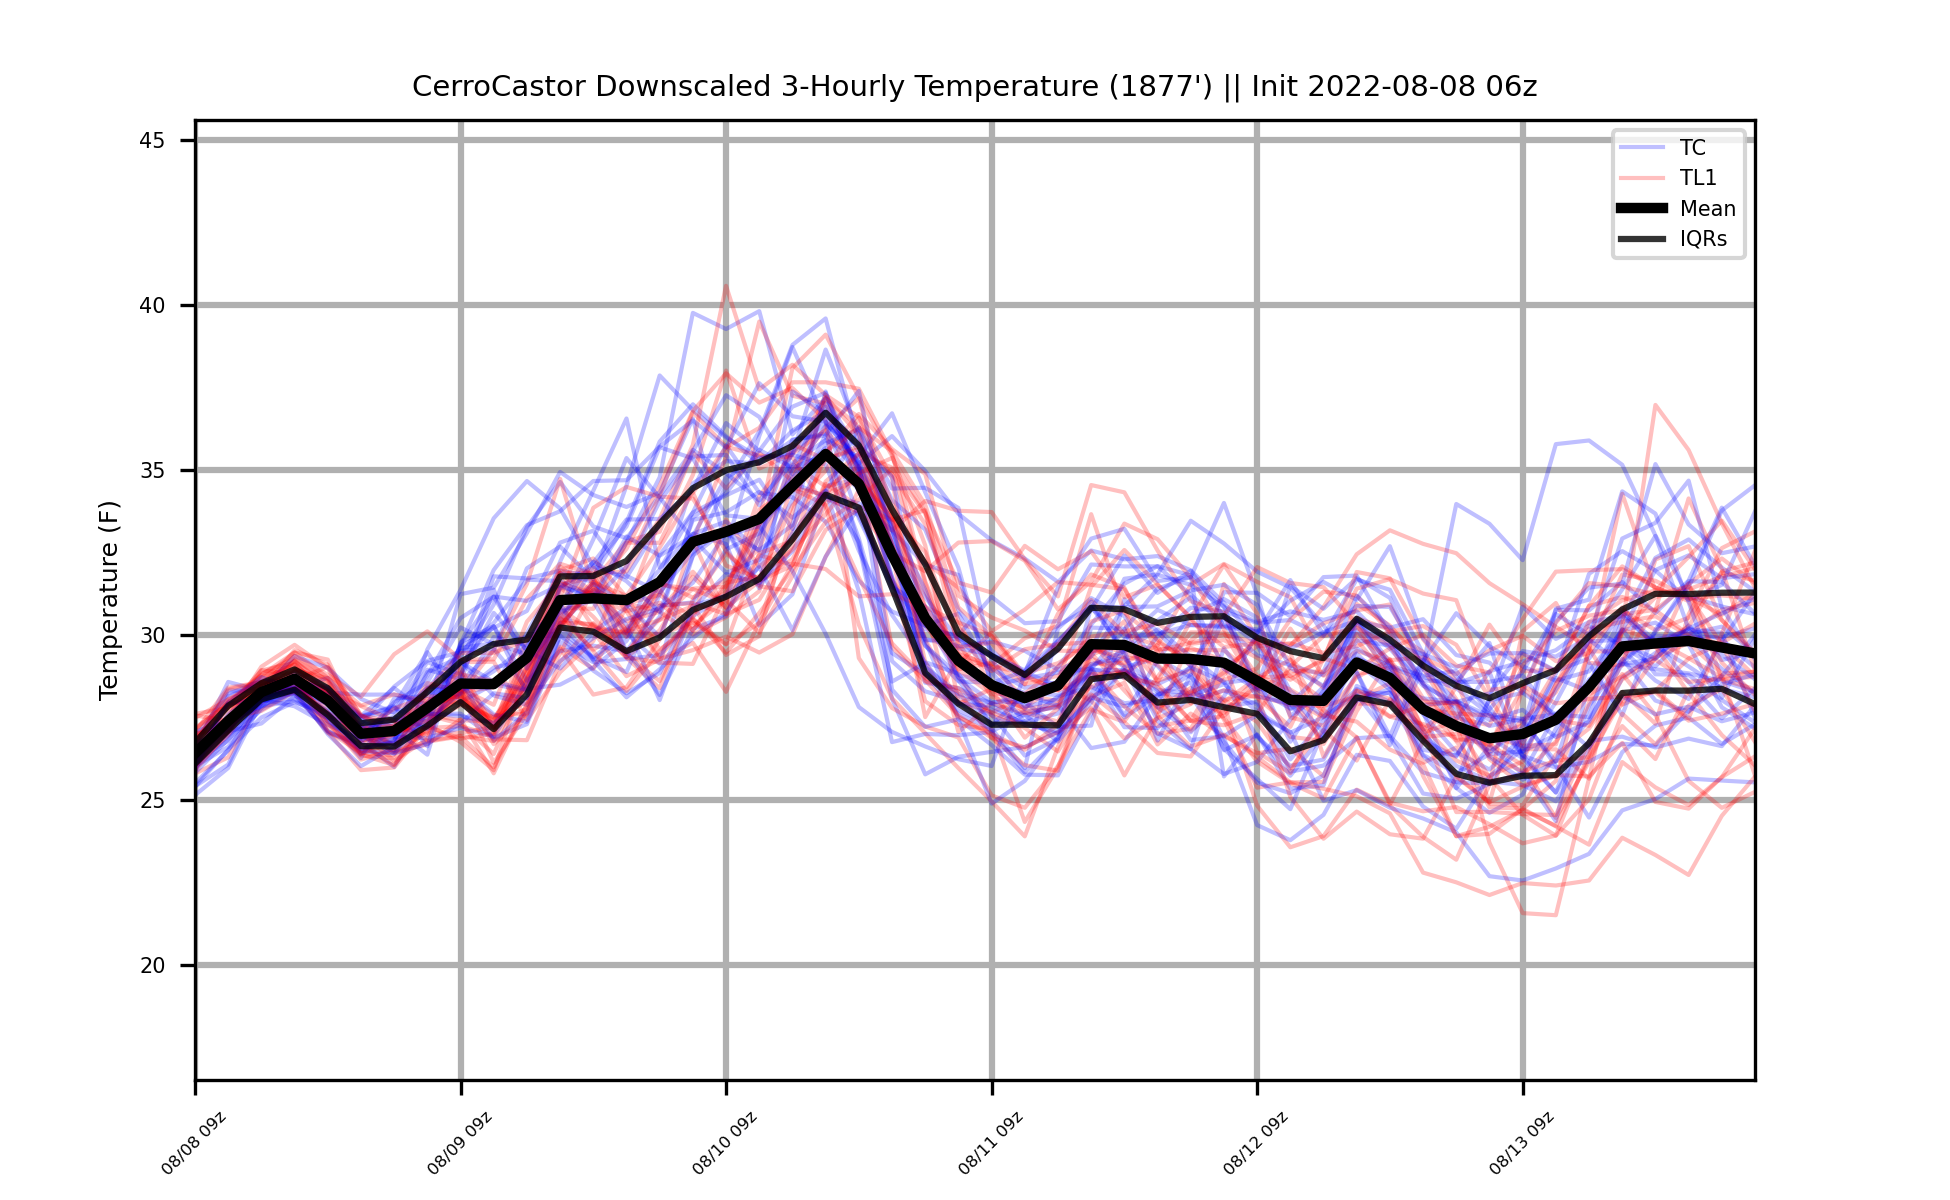 CerroCastor Downscaled 3-Hourly Temperature (1877') || Init 2022-08-08 06z
TC
TL1
Mean
IQRs
Temperature (F)
45
40
35
30
25
20
08/08 09z
08/09 09z
08/10 09z
08/11 09z
08/12 09z
08/13 09z